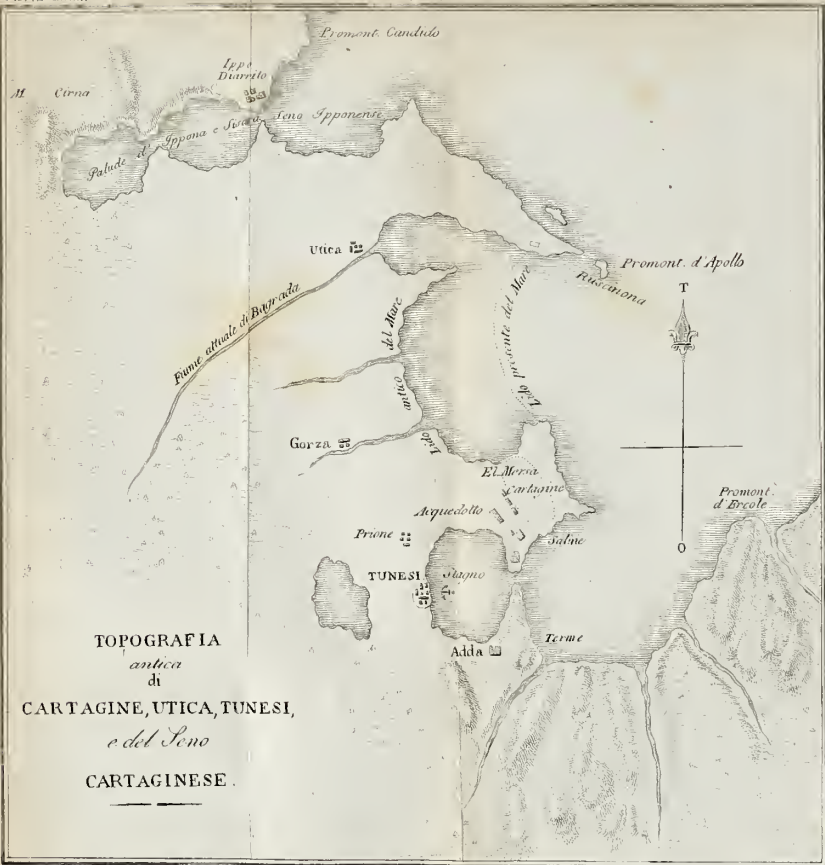 Promont. Candido
Ippo
Diarrito
M Cirna
Palude d' Ippona e Sisara
Seno Ipponense
Utica
Promont. d'Apollo
Ruscinona
T
Fiume attuale di Bagrada
Lido antico del Mare
Lido presente del Mare
Gorza
El Mersa
Cartagine
Acquedotto
Promont.
d'Ercole
Prione
Saline
O
TUNESI
Stagno
Terme
Adda
TOPOGRAFIA
antica
di
CARTAGINE, UTICA, TUNESI,
e del Seno
CARTAGINESE.